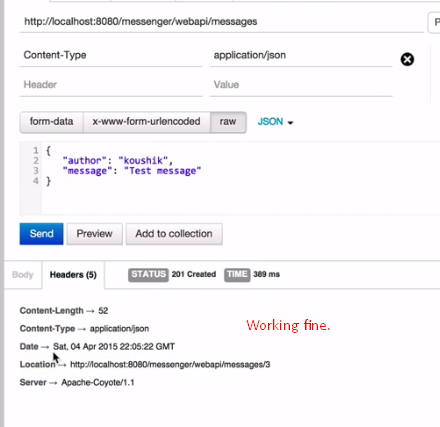 http://localhost:8080/messenger/webapi/messages
P
Content-Type application/json
Header Value
form-data x-www-form-urlencoded raw JSON
1 {
2 "author": "koushik",
3 "message": "Test message"
4 }
Send Preview Add to collection
Body Headers (5) STATUS 201 Created TIME 389 ms
Content-Length → 52
Content-Type → application/json
Working fine.
Date → Sat, 04 Apr 2015 22:05:22 GMT
Location → http://localhost:8080/messenger/webapi/messages/3
Server → Apache-Coyote/1.1